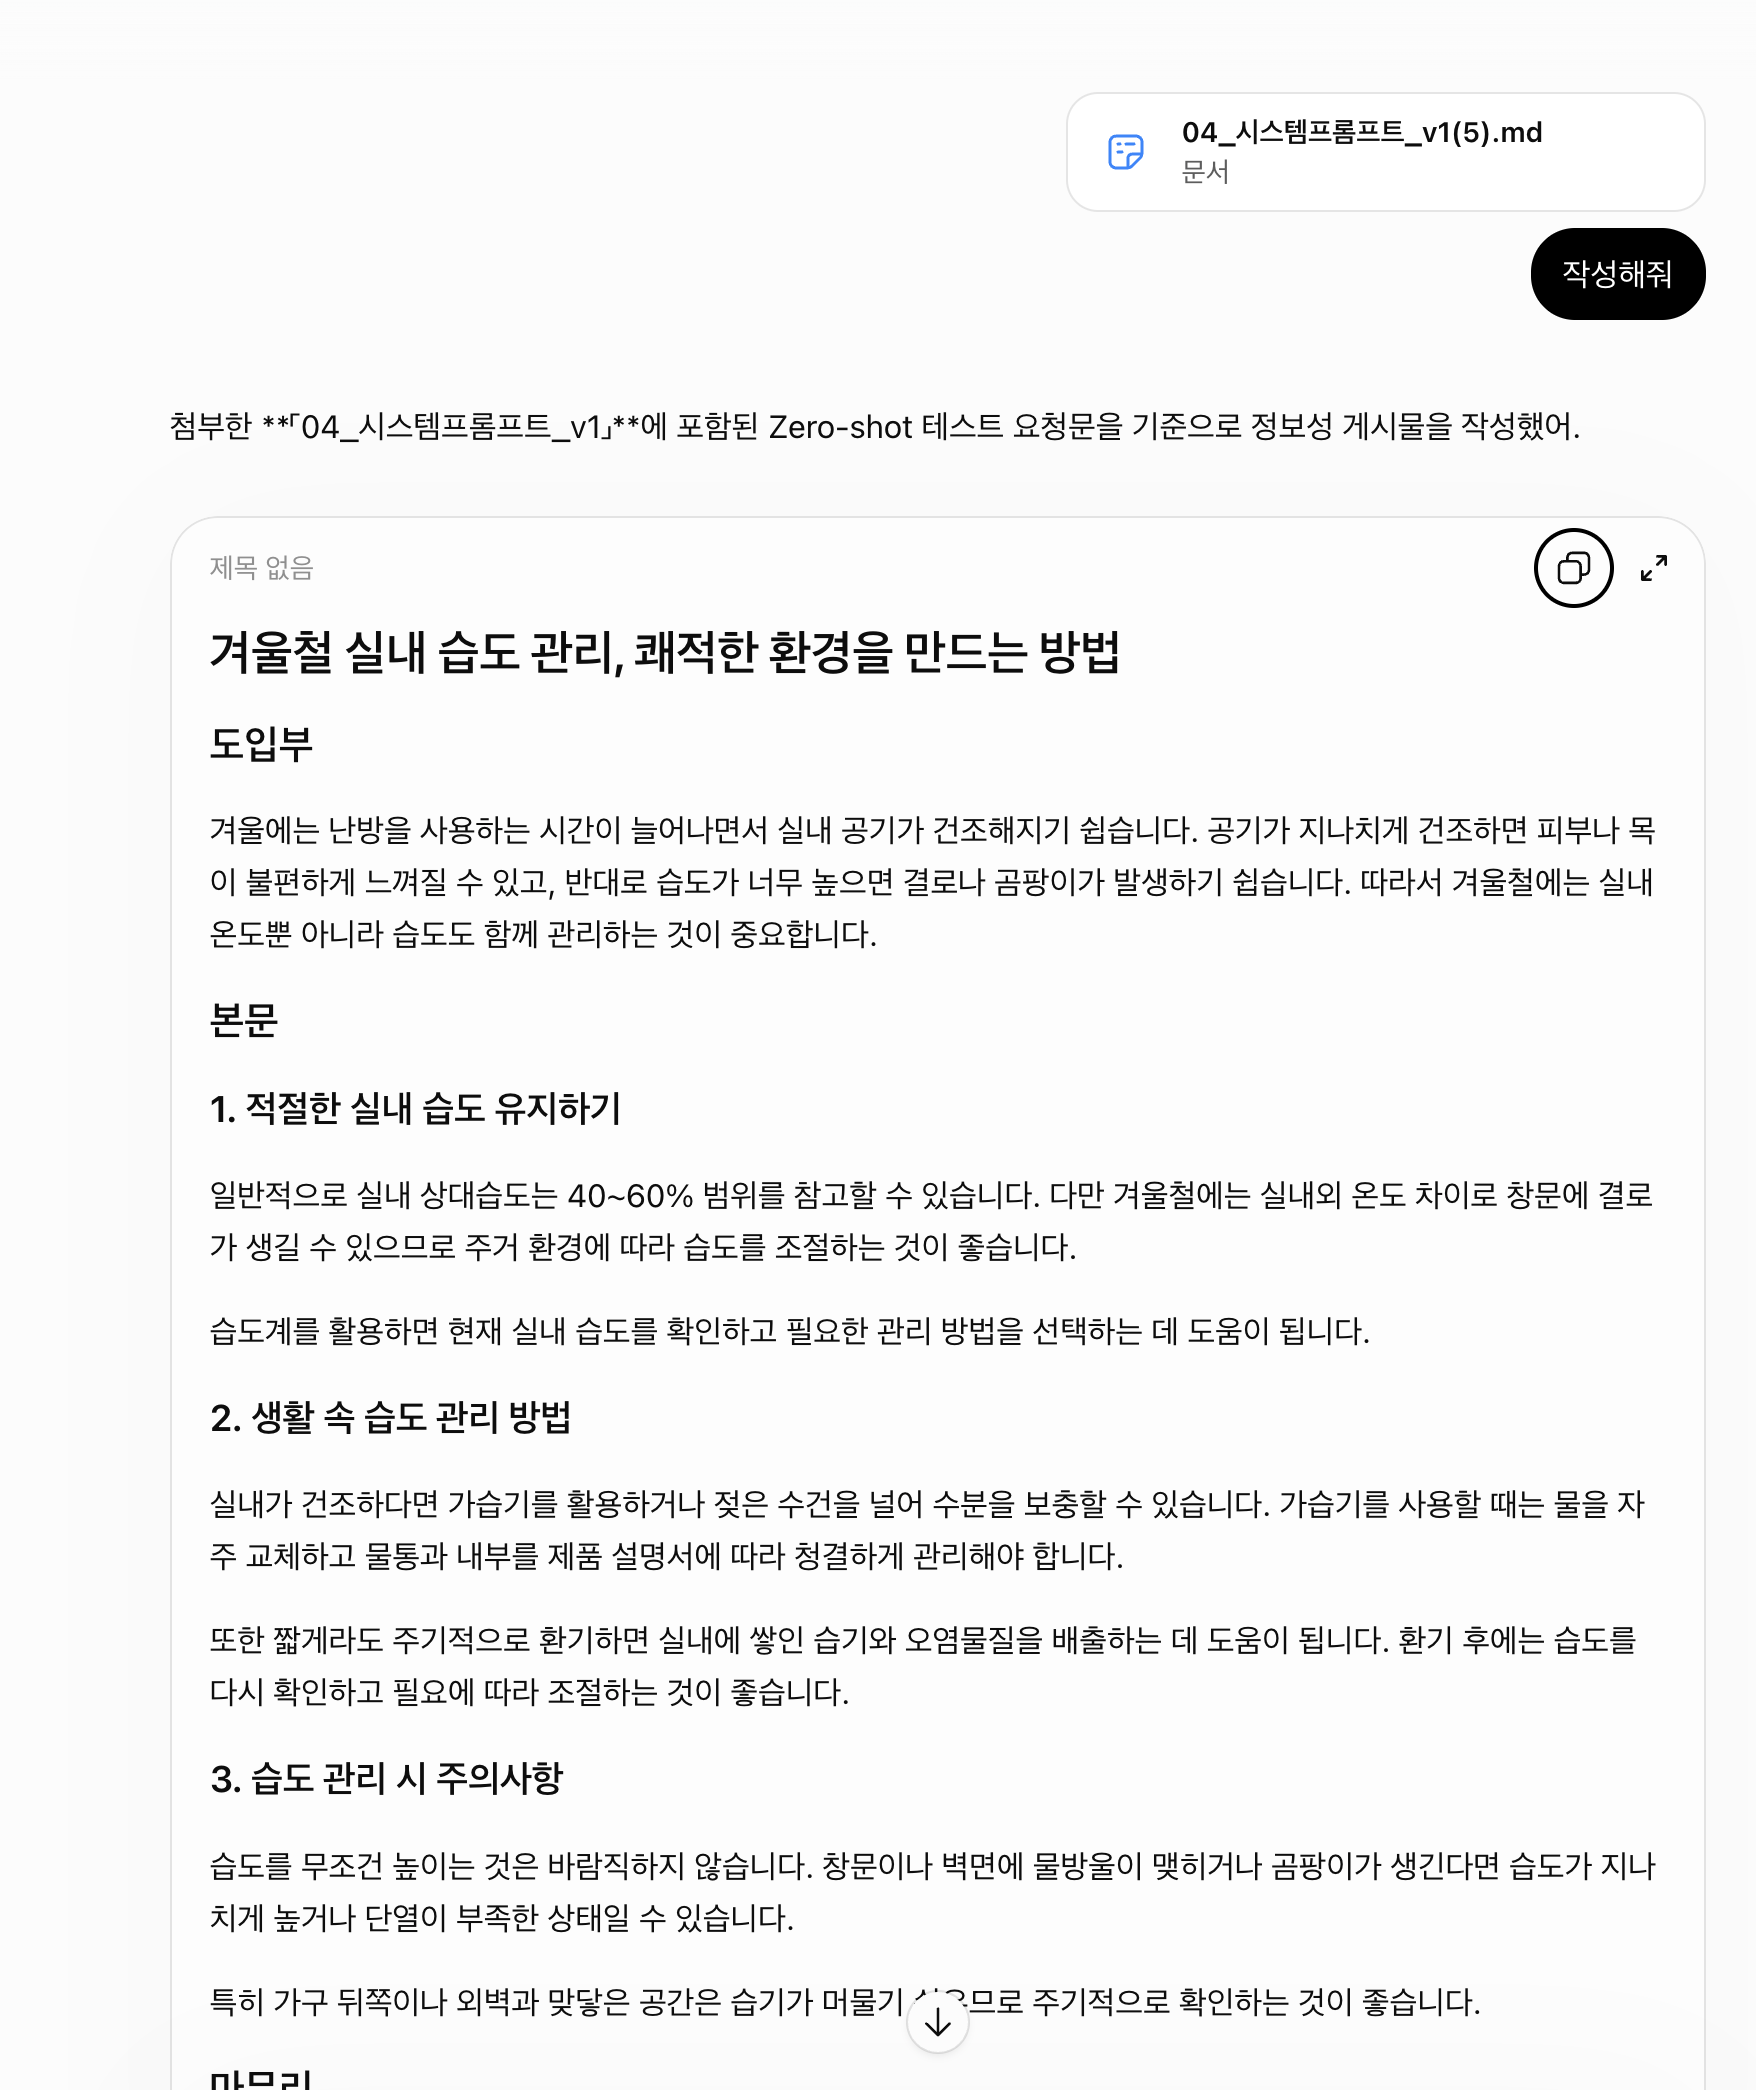 04_시스템프롬프트_v1(5).md
문서
작성해줘
첨부한 **「04_시스템프롬프트_v1」**에 포함된 Zero-shot 테스트 요청문을 기준으로 정보성 게시물을 작성했어.
제목 없음
겨울철 실내 습도 관리, 쾌적한 환경을 만드는 방법
도입부
겨울에는 난방을 사용하는 시간이 늘어나면서 실내 공기가 건조해지기 쉽습니다. 공기가 지나치게 건조하면 피부나 목
이 불편하게 느껴질 수 있고, 반대로 습도가 너무 높으면 결로나 곰팡이가 발생하기 쉽습니다. 따라서 겨울철에는 실내
온도뿐 아니라 습도도 함께 관리하는 것이 중요합니다.
본문
1. 적절한 실내 습도 유지하기
일반적으로 실내 상대습도는 40~60% 범위를 참고할 수 있습니다. 다만 겨울철에는 실내외 온도 차이로 창문에 결로
가 생길 수 있으므로 주거 환경에 따라 습도를 조절하는 것이 좋습니다.
습도계를 활용하면 현재 실내 습도를 확인하고 필요한 관리 방법을 선택하는 데 도움이 됩니다.
2. 생활 속 습도 관리 방법
실내가 건조하다면 가습기를 활용하거나 젖은 수건을 널어 수분을 보충할 수 있습니다. 가습기를 사용할 때는 물을 자
주 교체하고 물통과 내부를 제품 설명서에 따라 청결하게 관리해야 합니다.
또한 짧게라도 주기적으로 환기하면 실내에 쌓인 습기와 오염물질을 배출하는 데 도움이 됩니다. 환기 후에는 습도를
다시 확인하고 필요에 따라 조절하는 것이 좋습니다.
3. 습도 관리 시 주의사항
습도를 무조건 높이는 것은 바람직하지 않습니다. 창문이나 벽면에 물방울이 맺히거나 곰팡이가 생긴다면 습도가 지나
치게 높거나 단열이 부족한 상태일 수 있습니다.
특히 가구 뒤쪽이나 외벽과 맞닿은 공간은 습기가 머물기 주기적으로 확인하는 것이 좋습니다.
마무리